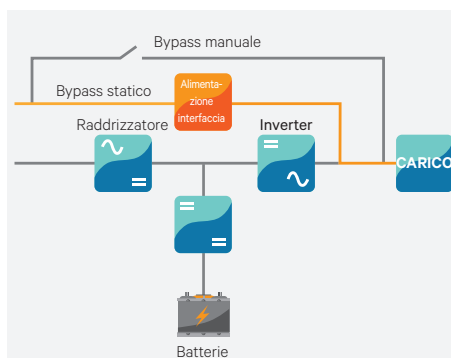 Bypass manuale
Bypass statico
Alimenta-
zione
interfaccia
Raddrizzatore
Inverter
CARICO
Batterie